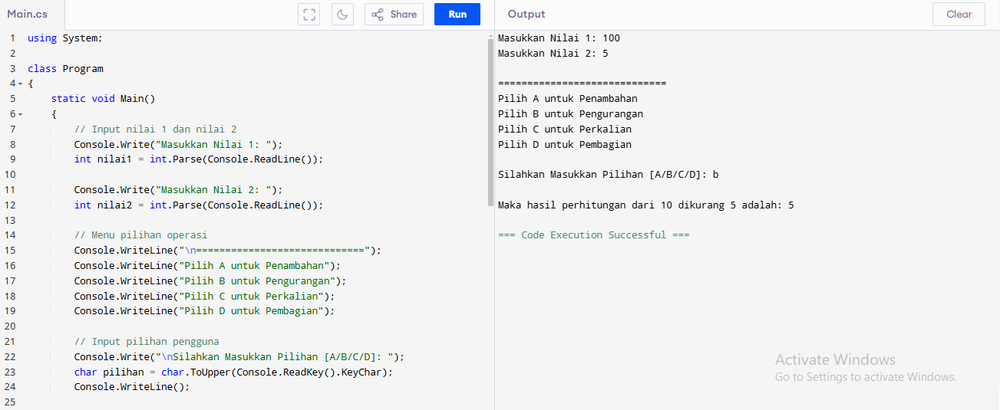 Main.cs
Share
Run
1 using System;
2
3 class Program
4 {
5 static void Main()
6 {
7 // Input nilai 1 dan nilai 2
8 Console.Write("Masukkan Nilai 1: ");
9 int nilai1 = int.Parse(Console.ReadLine());
10
11 Console.Write("Masukkan Nilai 2: ");
12 int nilai2 = int.Parse(Console.ReadLine());
13
14 // Menu pilihan operasi
15 Console.WriteLine("\n=============================");
16 Console.WriteLine("Pilih A untuk Penambahan");
17 Console.WriteLine("Pilih B untuk Pengurangan");
18 Console.WriteLine("Pilih C untuk Perkalian");
19 Console.WriteLine("Pilih D untuk Pembagian");
20
21 // Input pilihan pengguna
22 Console.Write("\nSilahkan Masukkan Pilihan [A/B/C/D]: ");
23 char pilihan = char.ToUpper(Console.ReadKey().KeyChar);
24 Console.WriteLine();
25
Output
Clear
Masukkan Nilai 1: 100
Masukkan Nilai 2: 5
=============================
Pilih A untuk Penambahan
Pilih B untuk Pengurangan
Pilih C untuk Perkalian
Pilih D untuk Pembagian
Silahkan Masukkan Pilihan [A/B/C/D]: b
Maka hasil perhitungan dari 10 dikurang 5 adalah: 5
=== Code Execution Successful ===
Activate Windows
Go to Settings to activate Windows.